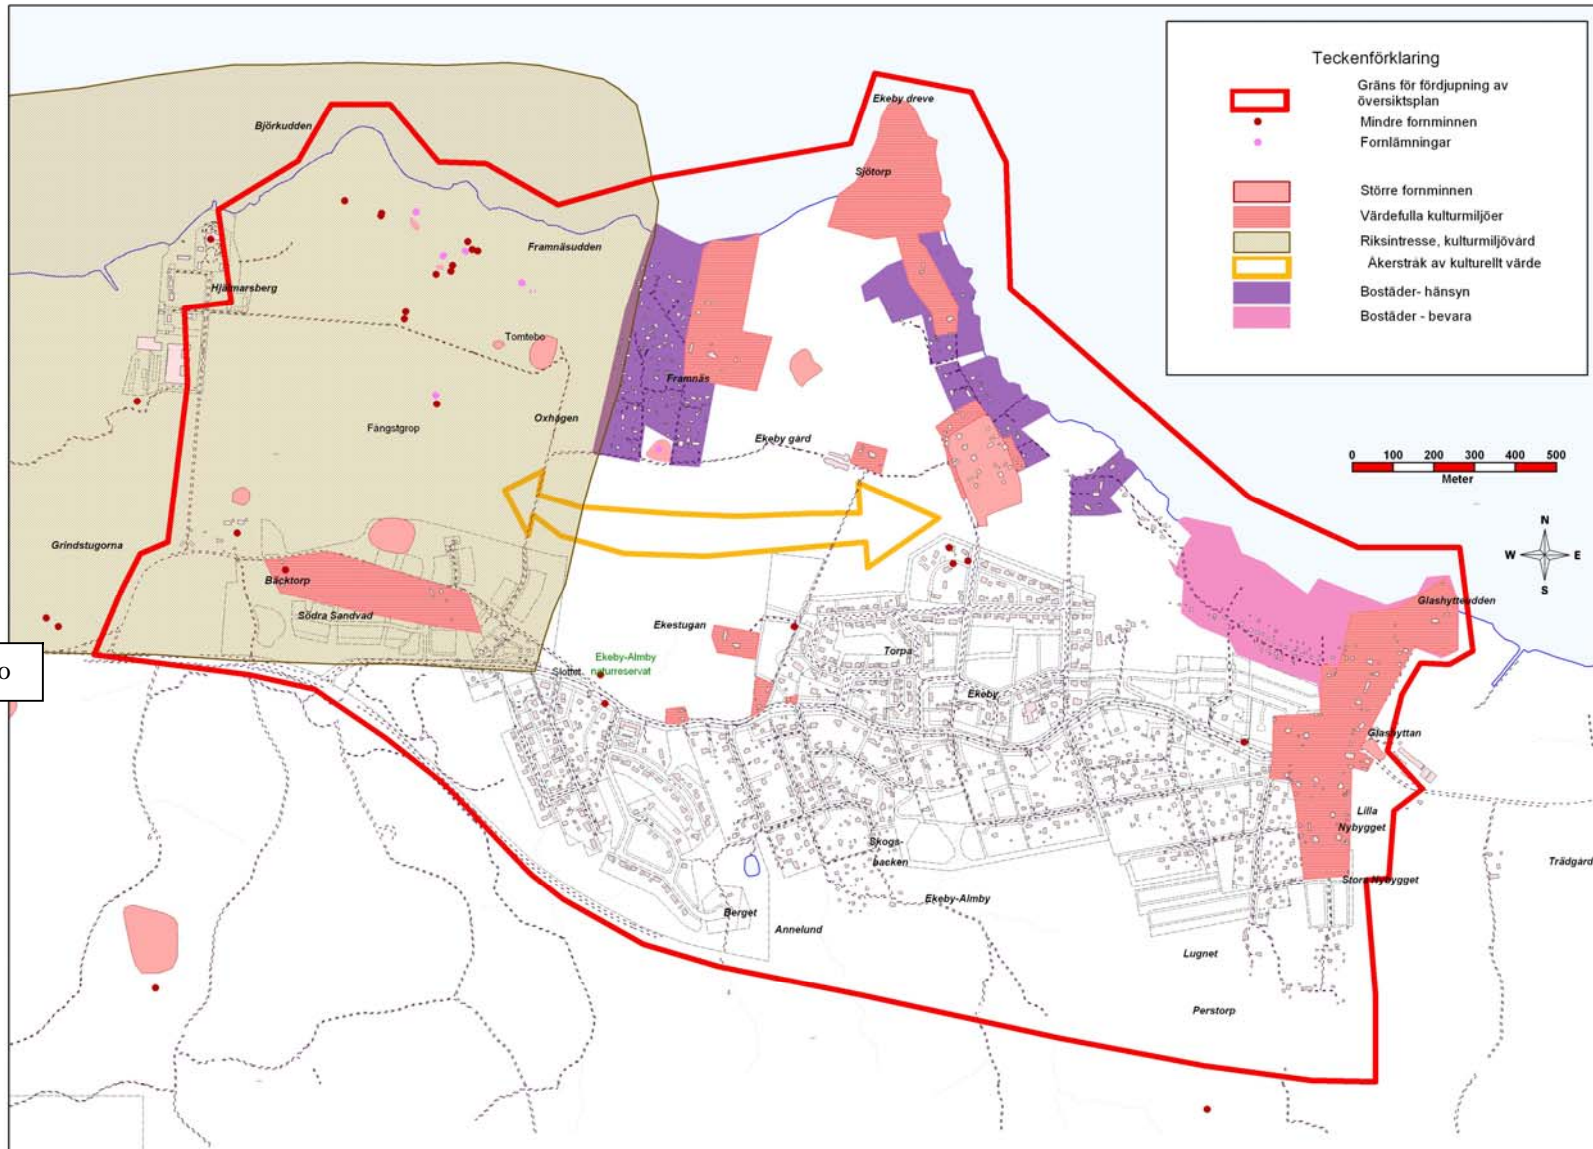 Teckenförklaring
Gräns för fördjupning av
översiktsplan
Mindre fornminnen
Fornlämningar
Större fornminnen
Värdefulla kulturmiljöer
Riksintresse, kulturmiljövård
Åkerstråk av kulturellt värde
Bostäder- hänsyn
Bostäder - bevara
0 100 200 300 400 500
Meter
N
W E
S
Ekeby dreve
Björkudden
Sjötorp
Framnäsudden
Hjälmarsberg
Tomtebo
Framnäs
Oxhagen
Fångstgrop
Ekeby gård
Grindstugorna
Bäcktorp
Södra Sandvad
Glashytteudden
Ekestugan
Torpa
Ekeby-Almby
naturreservat
Slottet
o
Ekeby
Glashyttan
Lilla
Nybygget
Skogs-
backen
Trädgård
Stora Nybygget
Ekeby-Almby
Berget
Annelund
Lugnet
Perstorp